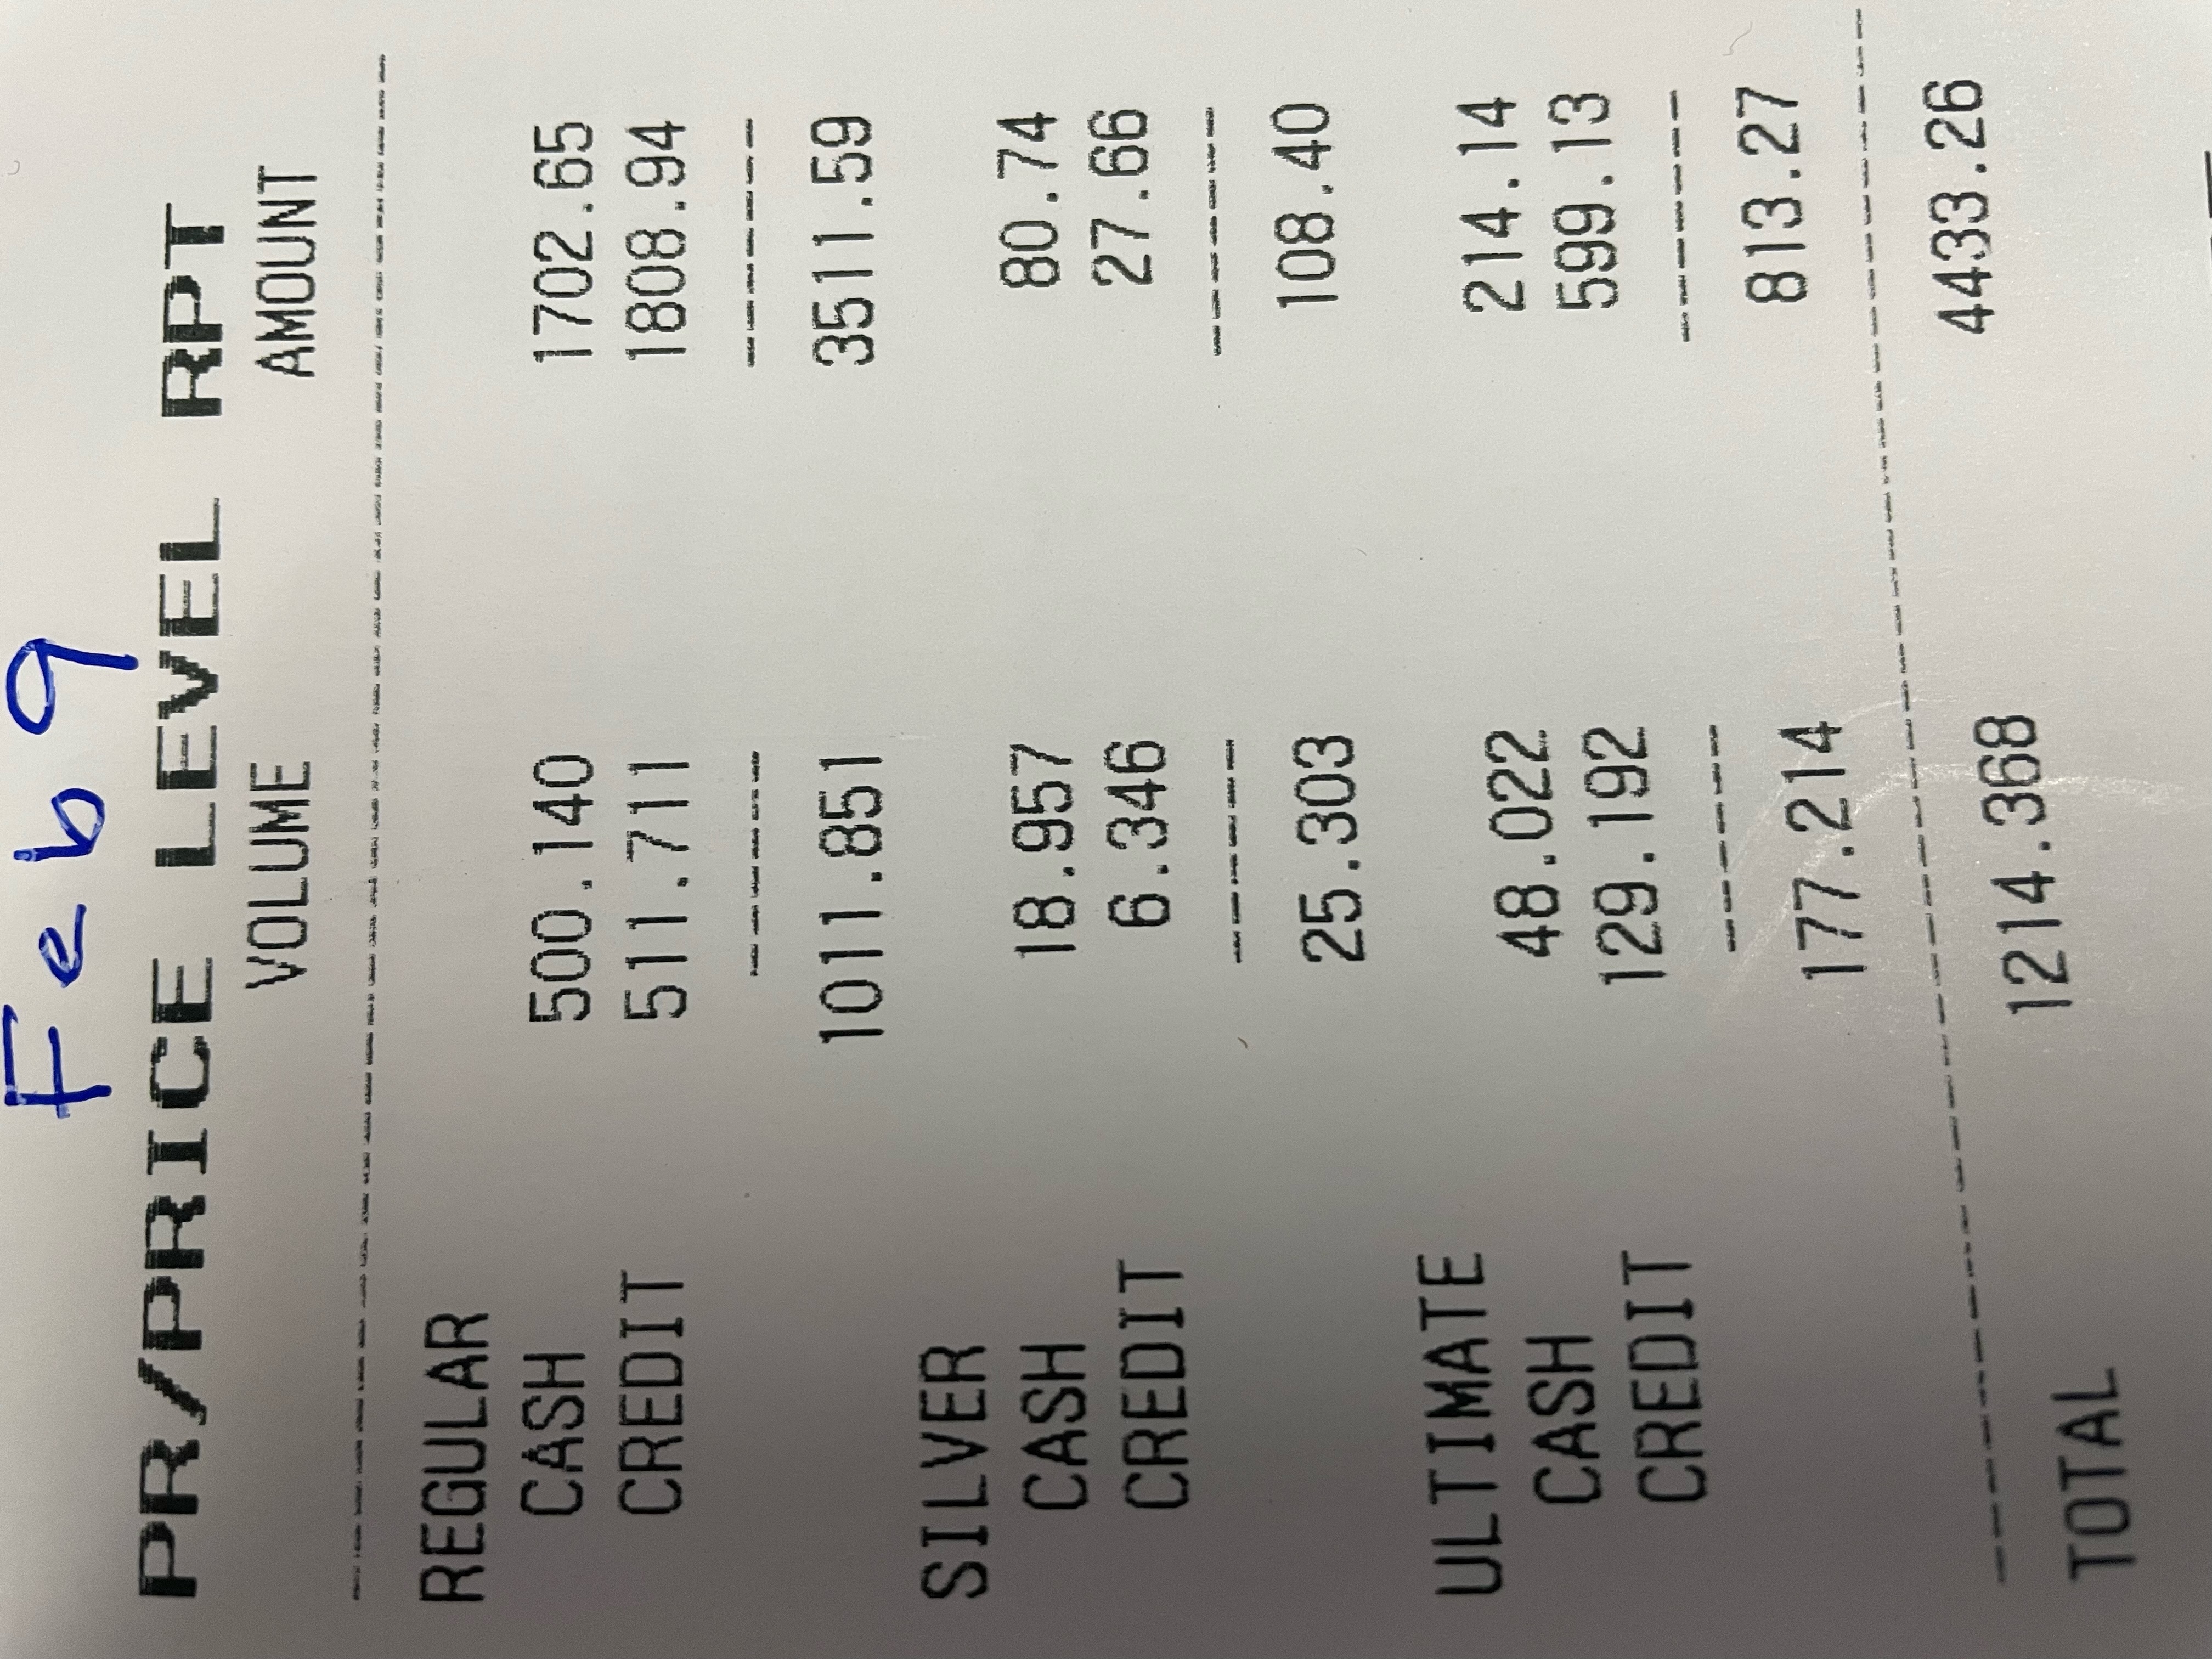 Feb 9
PR/PRICE LEVEL RPT
VOLUME AMOUNT
REGULAR
CASH 500.140 1702.65
CREDIT 511.711 1808.94
1011.851 3511.59
SILVER
CASH 18.957 80.74
CREDIT 6.346 27.66
25.303 108.40
ULTIMATE
CASH 48.022 214.14
CREDIT 129.192 599.13
177.214 813.27
TOTAL 1214.368 4433.26